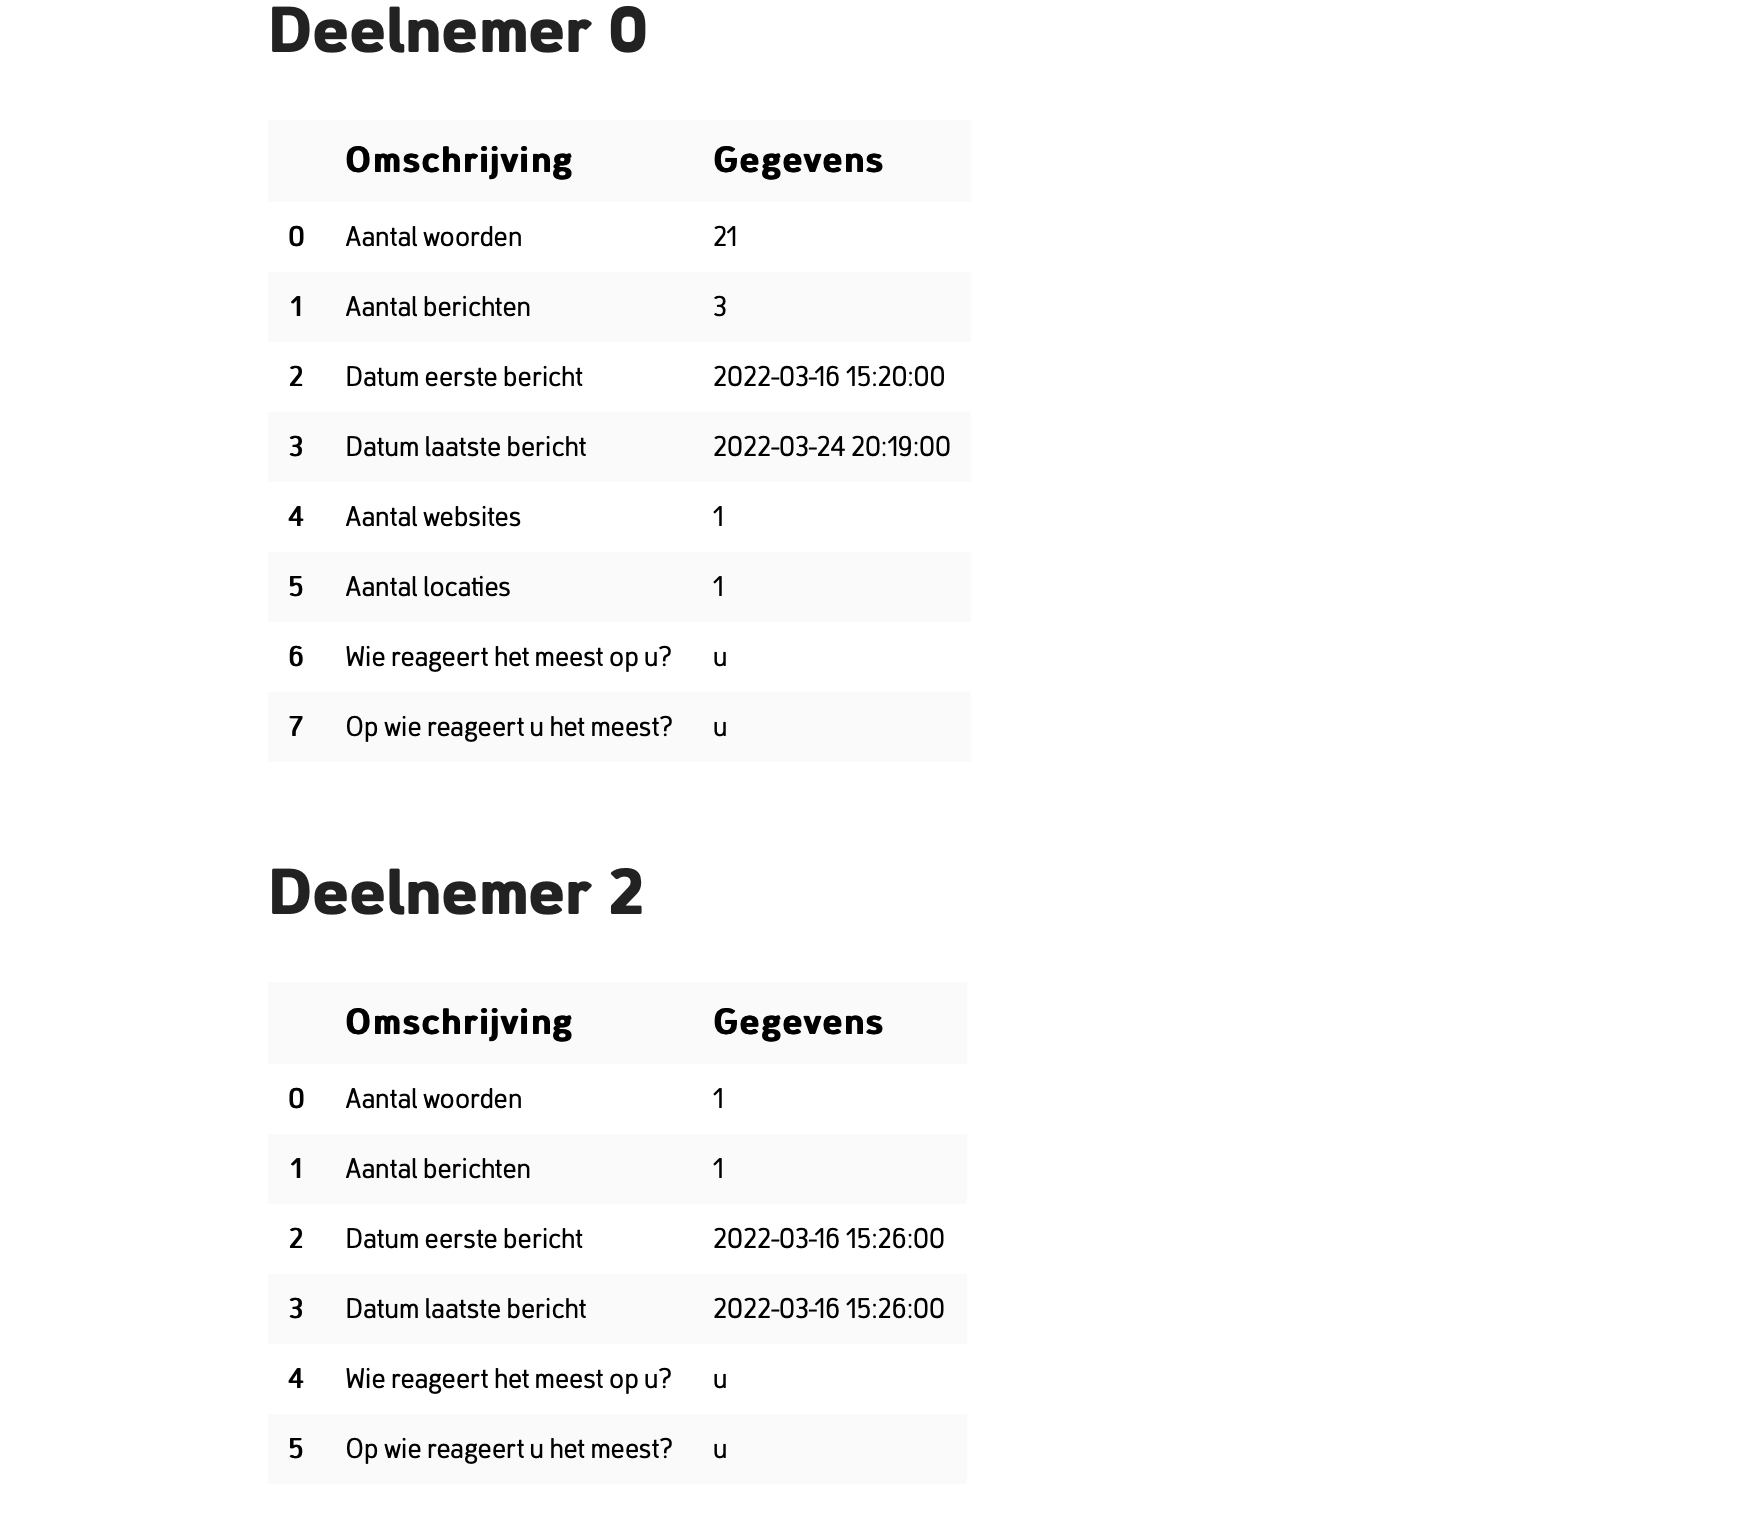 Deelnemer 0
Omschrijving Gegevens
0 Aantal woorden 21
1 Aantal berichten 3
2 Datum eerste bericht 2022-03-16 15:20:00
3 Datum laatste bericht 2022-03-24 20:19:00
4 Aantal websites 1
5 Aantal locaties 1
6 Wie reageert het meest op u? u
7 Op wie reageert u het meest? u
Deelnemer 2
Omschrijving Gegevens
0 Aantal woorden 1
1 Aantal berichten 1
2 Datum eerste bericht 2022-03-16 15:26:00
3 Datum laatste bericht 2022-03-16 15:26:00
4 Wie reageert het meest op u? u
5 Op wie reageert u het meest? u